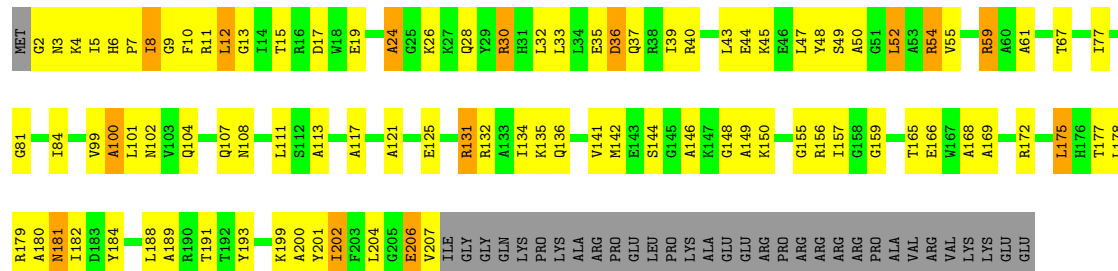 MET G2 N3 K4 I5 H6 P7 I8 G9 F10 R11 L12 G13 I14 T15 R16 D17 W18 E19 A24 G25 K26 K27 Q28 V29 R30 H31 L32 L33 L34 E35 D36 Q37 R38 I39 R40 L43 E44 K45 E46 L47 Y48 S49 A50 G51 L52 A53 R54 V55 R59 A60 A61 T67 I77
G81 I84 V99 A100 L101 N102 V103 Q104 Q107 N108 L111 S112 A113 A117 A121 E125 R131 R132 A133 I134 K135 Q136 V141 M142 E143 S144 G145 A146 K147 G148 A149 K150 G155 R156 I157 G158 G159 T165 E166 W167 A168 A169 R172 L175 H176 T177 L178
R179 A180 N181 I182 D183 Y184 L188 A189 R190 T191 T192 Y193 K199 A200 Y201 I202 F203 L204 G205 E206 V207 ILE GLY GLY GLN LYS PRO LYS ALA ARG PRO GLU LEU PRO LYS ALA GLU GLU ARG PRO ARG ARG ARG ARG PRO ALA VAL ARG VAL LYS LYS GLU GLU